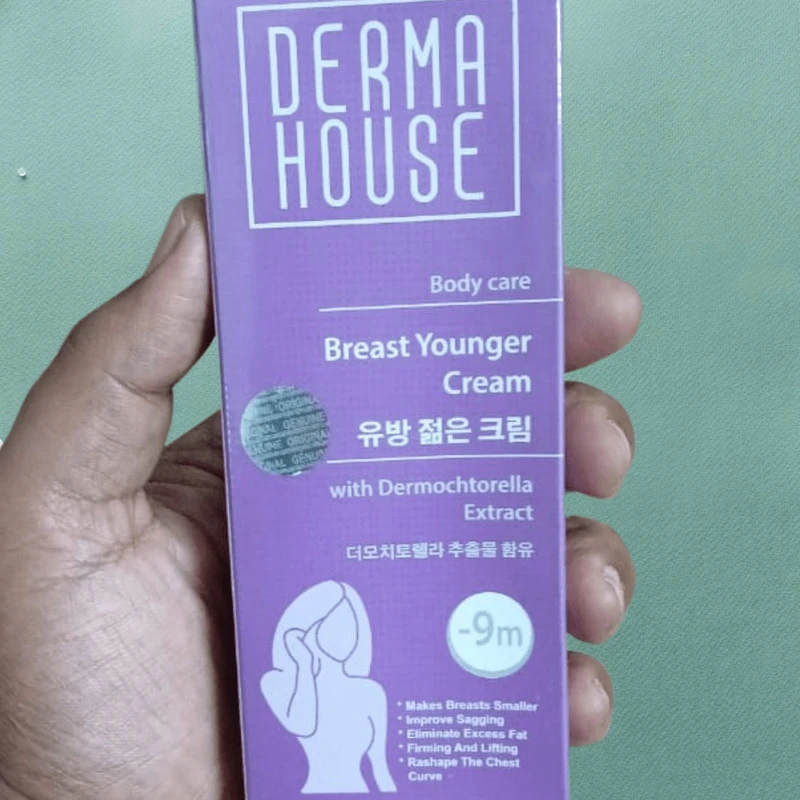 DERMA
HOUSE
Body care
Breast Younger
Cream
유방 젊은 크림
with Dermochtorella
Extract
더모치토렐라 추출물 함유
-9m
* Makes Breasts Smaller
* Improve Sagging
* Eliminate Excess Fat
* Firming And Lifting
* Rashape The Chest
Curve
GENUINE ORIGINAL